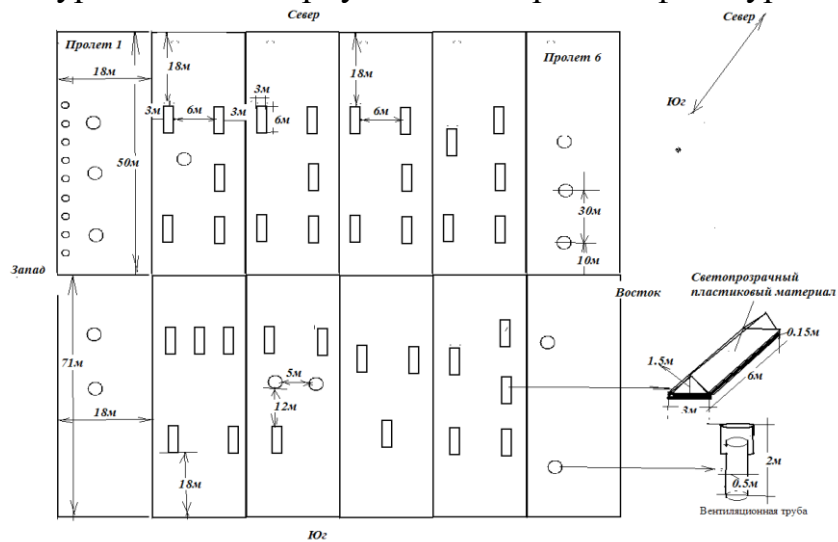 Север
Пролет 1
18м
18м
3м
6м
3м
3м
6м
18м
6м
Пролет 6
50м
30м
10м
Север
Юг
Запад
Восток
Светопрозрачный
пластиковый материал
0.15м
1.5м
6м
3м
71м
18м
5м
12м
18м
2м
0.5м
Вентиляционная труба
Юг